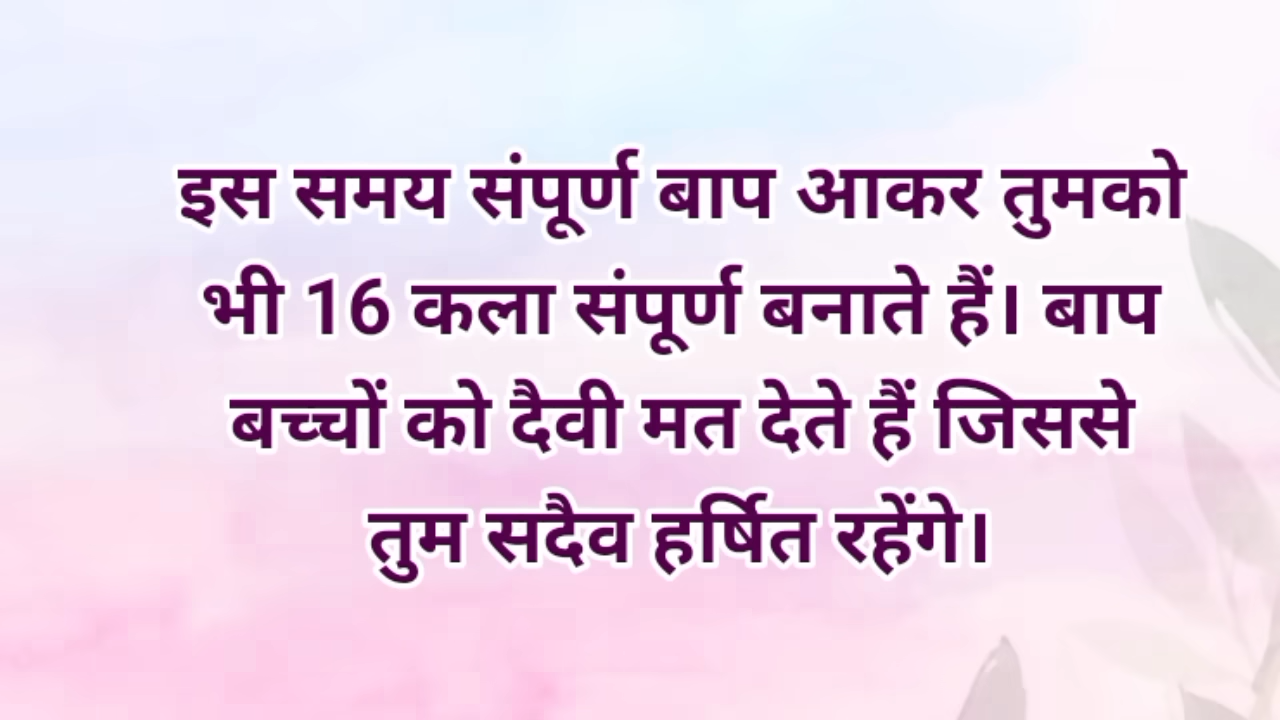 इस समय संपूर्ण बाप आकर तुमको
भी 16 कला संपूर्ण बनाते हैं। बाप
बच्चों को दैवी मत देते हैं जिससे
तुम सदैव हर्षित रहेंगे।